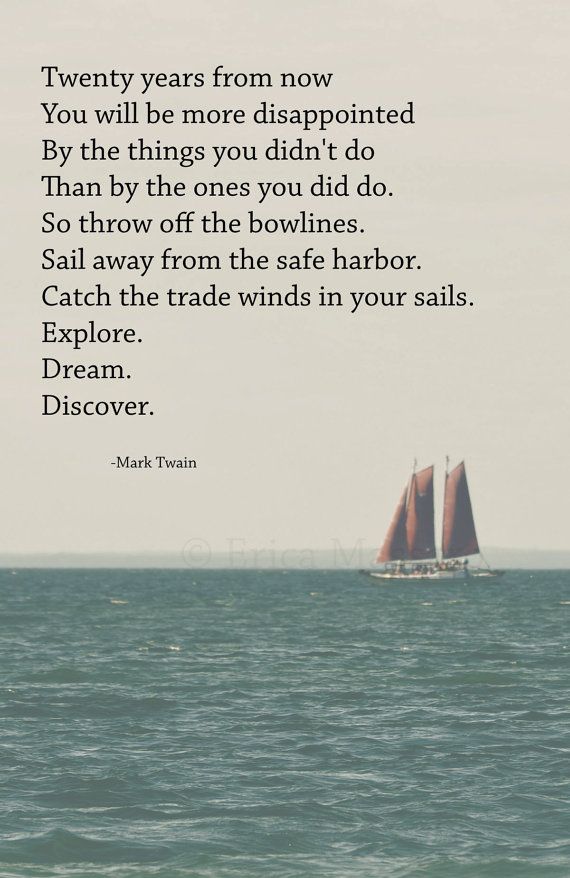 Twenty years from now
You will be more disappointed
By the things you didn't do
Than by the ones you did do.
So throw off the bowlines.
Sail away from the safe harbor.
Catch the trade winds in your sails.
Explore.
Dream.
Discover.
-Mark Twain
© Erica